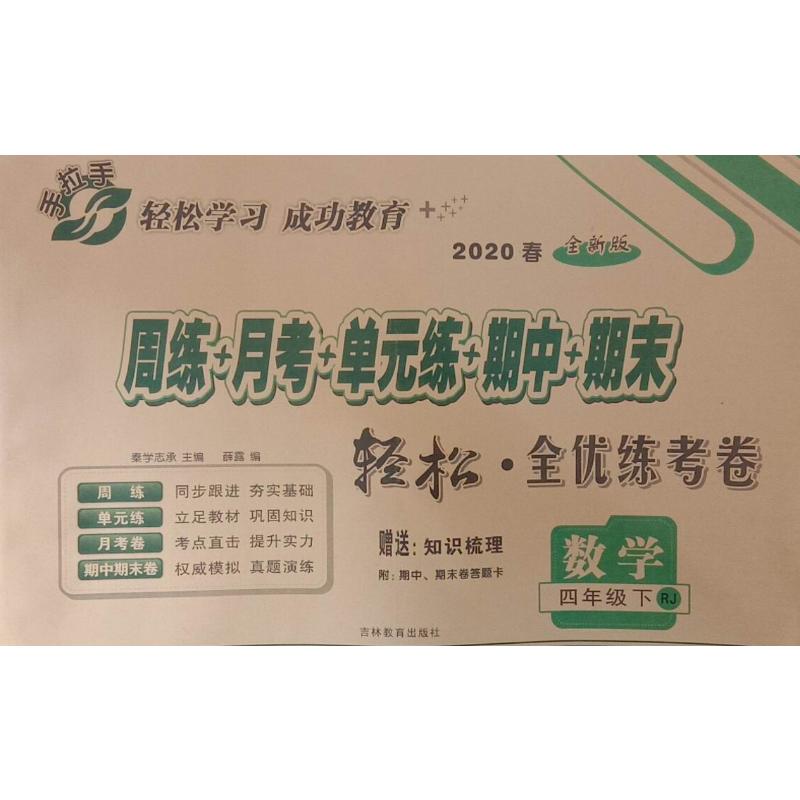 手拉手
轻松学习 成功教育
2020 春 全新版
周练+月考+单元练+期中+期末
秦学志承 主编 薛露 编
轻松·全优练考卷
周 练 同步跟进 夯实基础
单元练 立足教材 巩固知识
月考卷 考点直击 提升实力
期中期末卷 权威模拟 真题演练
赠送：知识梳理
附：期中、期末卷答题卡
数学
四年级下 RJ
吉林教育出版社